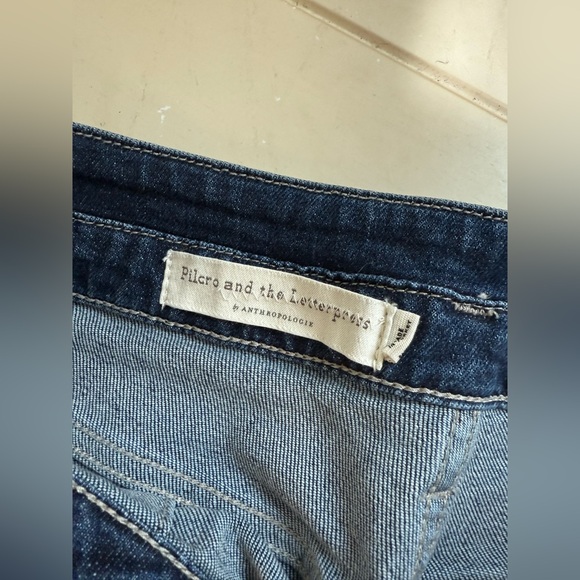 Pilcro and the Letterpress
by ANTHROPOLOGIE